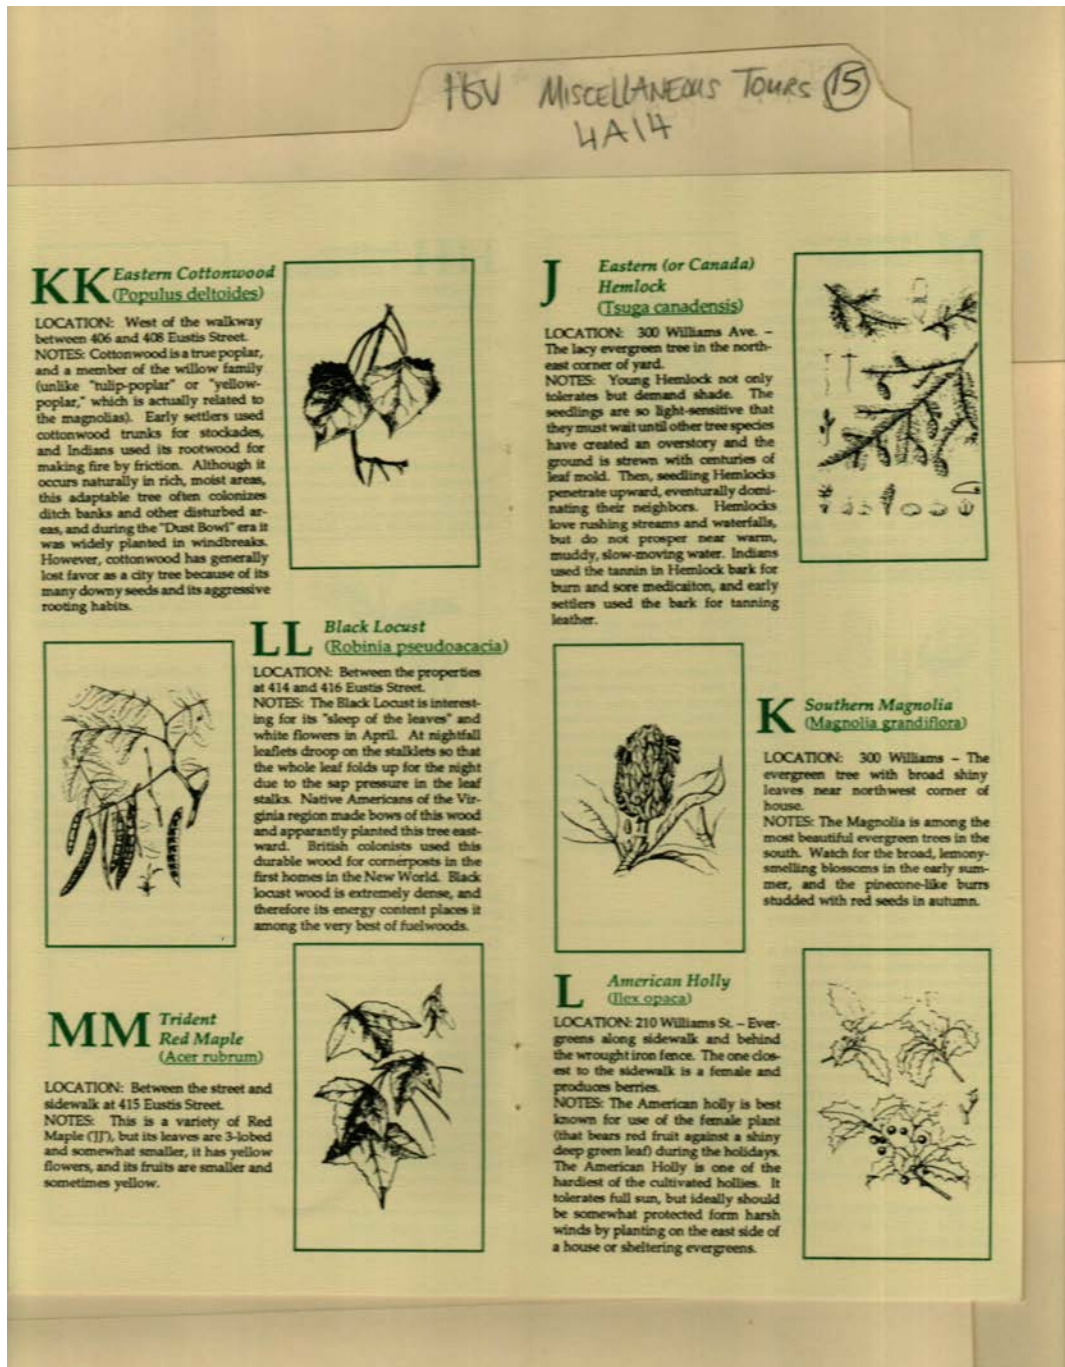 HSV MISCELLANEOUS TOURS 15
4A14
KK Eastern Cottonwood
(Populus deltoides)
LOCATION: West of the walkway
between 406 and 408 Eustis Street.
NOTES: Cottonwood is a true poplar,
and a member of the willow family
(unlike "tulip-poplar" or "yellow-
poplar," which is actually related to
the magnolias). Early settlers used
cottonwood trunks for stockades,
and Indians used its rootwood for
making fire by friction. Although it
occurs naturally in rich, moist areas,
this adaptable tree often colonizes
ditch banks and other disturbed ar-
eas, and during the "Dust Bowl" era it
was widely planted in windbreaks.
However, cottonwood has generally
lost favor as a city tree because of its
many downy seeds and its aggressive
rooting habits.
LL Black Locust
(Robinia pseudoacacia)
LOCATION: Between the properties
at 414 and 416 Eustis Street.
NOTES: The Black Locust is interest-
ing for its "sleep of the leaves" and
white flowers in April. At nightfall
leaflets droop on the stalklets so that
the whole leaf folds up for the night
due to the sap pressure in the leaf
stalks. Native Americans of the Vir-
ginia region made bows of this wood
and apparantly planted this tree east-
ward. British colonists used this
durable wood for cornerposts in the
first homes in the New World. Black
locust wood is extremely dense, and
therefore its energy content places it
among the very best of fuelwoods.
MM Trident
Red Maple
(Acer rubrum)
LOCATION: Between the street and
sidewalk at 415 Eustis Street.
NOTES: This is a variety of Red
Maple ("JJ"), but its leaves are 3-lobed
and somewhat smaller, it has yellow
flowers, and its fruits are smaller and
sometimes yellow.
J Eastern (or Canada)
Hemlock
(Tsuga canadensis)
LOCATION: 300 Williams Ave. –
The lacy evergreen tree in the north-
east corner of yard.
NOTES: Young Hemlock not only
tolerates but demand shade. The
seedlings are so light-sensitive that
they must wait until other tree species
have created an overstory and the
ground is strewn with centuries of
leaf mold. Then, seedling Hemlocks
penetrate upward, eventurally domi-
nating their neighbors. Hemlocks
love rushing streams and waterfalls,
but do not prosper near warm,
muddy, slow-moving water. Indians
used the tannin in Hemlock bark for
burn and sore medicaiton, and early
settlers used the bark for tanning
leather.
K Southern Magnolia
(Magnolia grandiflora)
LOCATION: 300 Williams – The
evergreen tree with broad shiny
leaves near northwest corner of
house.
NOTES: The Magnolia is among the
most beautiful evergreen trees in the
south. Watch for the broad, lemony-
smelling blossoms in the early sum-
mer, and the pinecone-like burrs
studded with red seeds in autumn.
L American Holly
(Ilex opaca)
LOCATION: 210 Williams St. – Ever-
greens along sidewalk and behind
the wrought iron fence. The one clos-
est to the sidewalk is a female and
produces berries.
NOTES: The American holly is best
known for use of the female plant
(that bears red fruit against a shiny
deep green leaf) during the holidays.
The American Holly is one of the
hardiest of the cultivated hollies. It
tolerates full sun, but ideally should
be somewhat protected form harsh
winds by planting on the east side of
a house or sheltering evergreens.